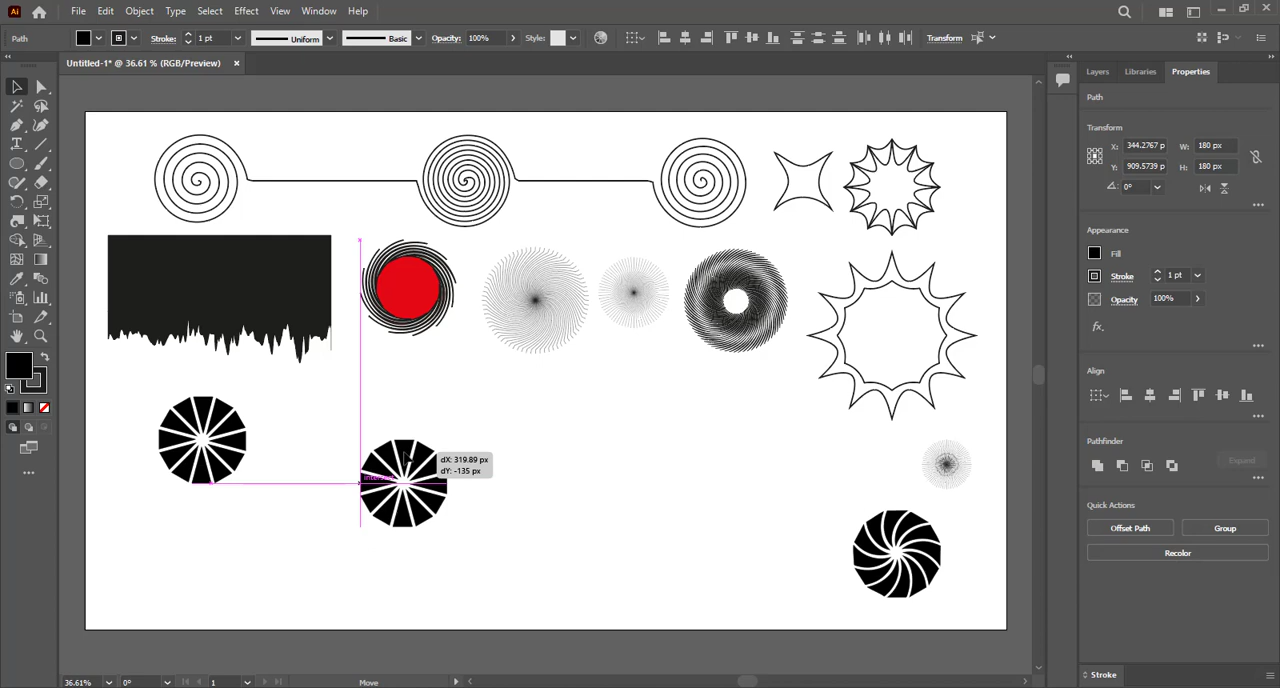 Ai File Edit Object Type Select Effect View Window Help
Path Stroke: 1 pt Uniform Basic Opacity: 100% Style: Transform
Untitled-1* @ 36.61 % (RGB/Preview) ×
Layers Libraries Properties
Path
Transform
X: 344.2767 p W: 180 px
Y: 909.5739 p H: 180 px
0°
Appearance
Fill
Stroke 1 pt
Opacity 100%
fx.
Align
dX: 319.89 px
dY: -135 px
Pathfinder
Expand
Quick Actions
Offset Path Group
Recolor
36.61% 0° 1 Move
Stroke